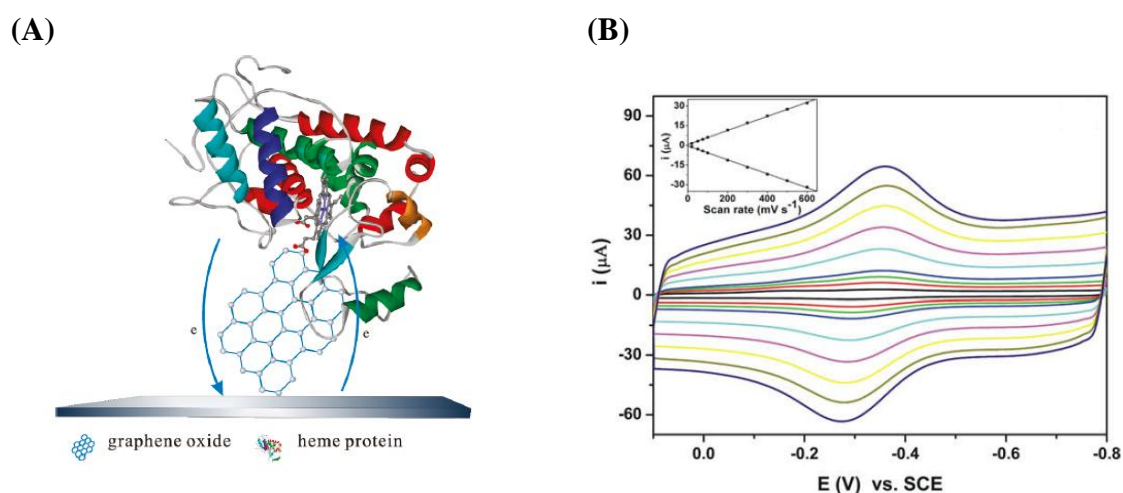 (A)
e
e
graphene oxide
heme protein
(B)
i (µA)
90
60
30
0
-30
-60
0.0
-0.2
-0.4
-0.6
-0.8
E (V) vs. SCE
i (µA)
30
15
0
-15
-30
0
200
400
600
Scan rate (mV s⁻¹)